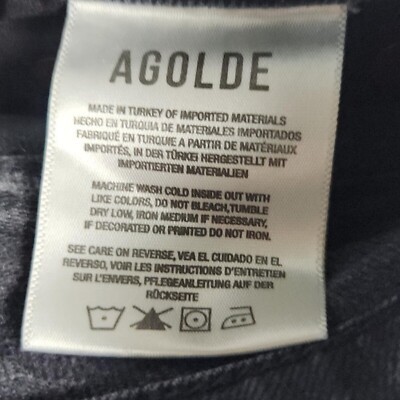 AGOLDE
MADE IN TURKEY OF IMPORTED MATERIALS
HECHO EN TURQUIA DE MATERIALES IMPORTADOS
FABRIQUÉ EN TURQUIE A PARTIR DE MATÉRIAUX
IMPORTÉS, IN DER TÜRKEI HERGESTELLT MIT
IMPORTIERTEN MATERIALIEN
MACHINE WASH COLD INSIDE OUT WITH
LIKE COLORS, DO NOT BLEACH,TUMBLE
DRY LOW, IRON MEDIUM IF NECESSARY,
IF DECORATED OR PRINTED DO NOT IRON.
SEE CARE ON REVERSE, VEA EL CUIDADO EN EL
REVERSO, VOIR LES INSTRUCTIONS D'ENTRETIEN
SUR L'ENVERS, PFLEGEANLEITUNG AUF DER
RÜCKSEITE